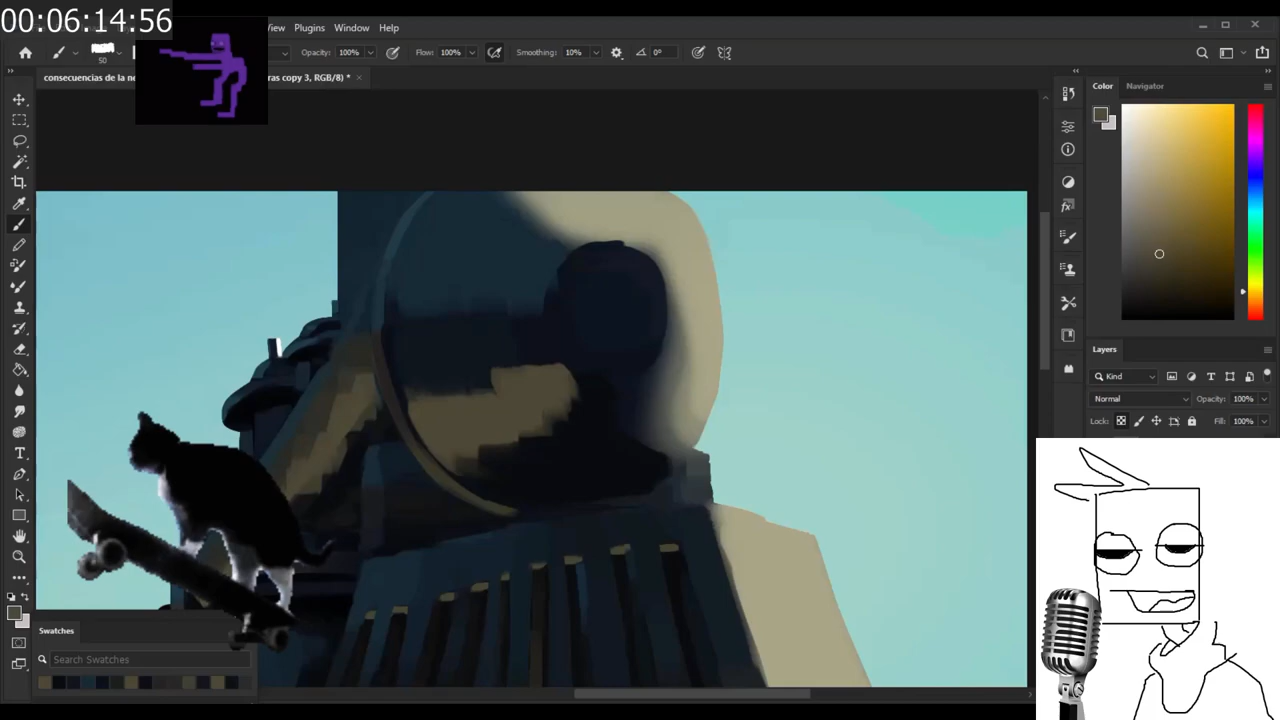 00:06:14:56
View Plugins Window Help
50 Opacity: 100% Flow: 100% Smoothing: 10% 0°
consecuencias de la ne ras copy 3, RGB/8) * ×
Color Navigator
Layers
Kind
Normal Opacity: 100%
Lock: Fill: 100%
Swatches
Search Swatches